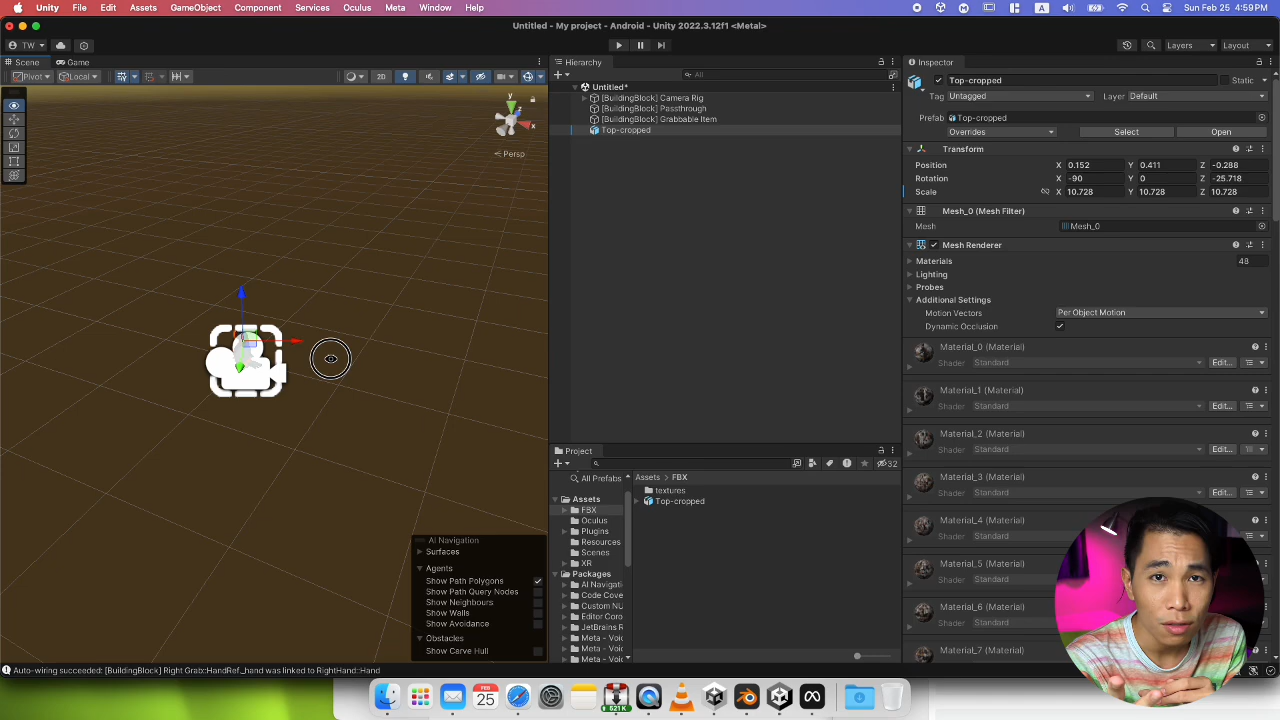 Unity File Edit Assets GameObject Component Services Oculus Meta Window Help Sun Feb 25 4:59 PM
Untitled - My project - Android - Unity 2022.3.12f1 <Metal>
TW Layers Layout
Scene Game
Pivot Local 2D
y
x
z
Persp
AI Navigation
Surfaces
Agents
Show Path Polygons
Show Path Query Nodes
Show Neighbours
Show Walls
Show Avoidance
Obstacles
Show Carve Hull
Hierarchy
All
Untitled*
[BuildingBlock] Camera Rig
[BuildingBlock] Passthrough
[BuildingBlock] Grabbable Item
Top-cropped
Project
32
All Prefabs
Assets
FBX
Oculus
Plugins
Resources
Scenes
XR
Packages
AI Navigati
Code Cove
Custom NU
Editor Coro
JetBrains R
Meta - Voic
Meta - Voic
Meta - Voic
Assets > FBX
textures
Top-cropped
Inspector
Top-cropped Static
Tag Untagged Layer Default
Prefab Top-cropped
Overrides Select Open
Transform
Position X 0.152 Y 0.411 Z -0.288
Rotation X -90 Y 0 Z -25.718
Scale X 10.728 Y 10.728 Z 10.728
Mesh_0 (Mesh Filter)
Mesh Mesh_0
Mesh Renderer
Materials 48
Lighting
Probes
Additional Settings
Motion Vectors Per Object Motion
Dynamic Occlusion
Material_0 (Material)
Shader Standard Edit...
Material_1 (Material)
Shader Standard Edit...
Material_2 (Material)
Shader Standard Edit...
Material_3 (Material)
Shader Standard Edit...
Material_4 (Material)
Shader Standard
Material_5 (Material)
Shader Standard
Material_6 (Material)
Shader Standard
Material_7 (Material)
Auto-wiring succeeded: [BuildingBlock] Right Grab::HandRef_hand was linked to RightHand::Hand
FEB
25
521 K